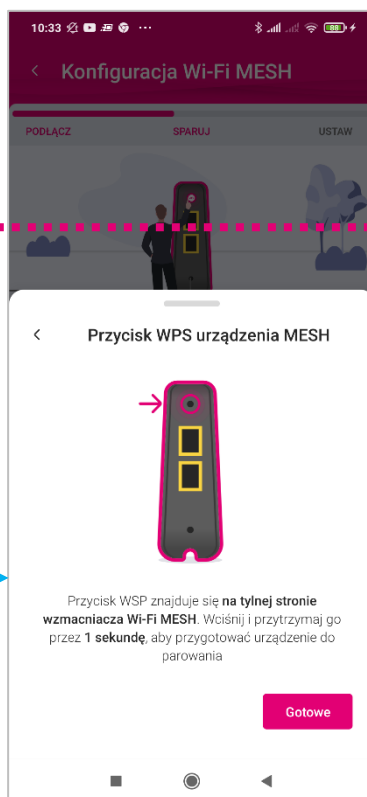 10:33
Konfiguracja Wi-Fi MESH
PODŁĄCZ SPARUJ USTAW
Przycisk WPS urządzenia MESH
Przycisk WSP znajduje się na tylnej stronie
wzmacniacza Wi-Fi MESH. Wciśnij i przytrzymaj go
przez 1 sekundę, aby przygotować urządzenie do
parowania
Gotowe